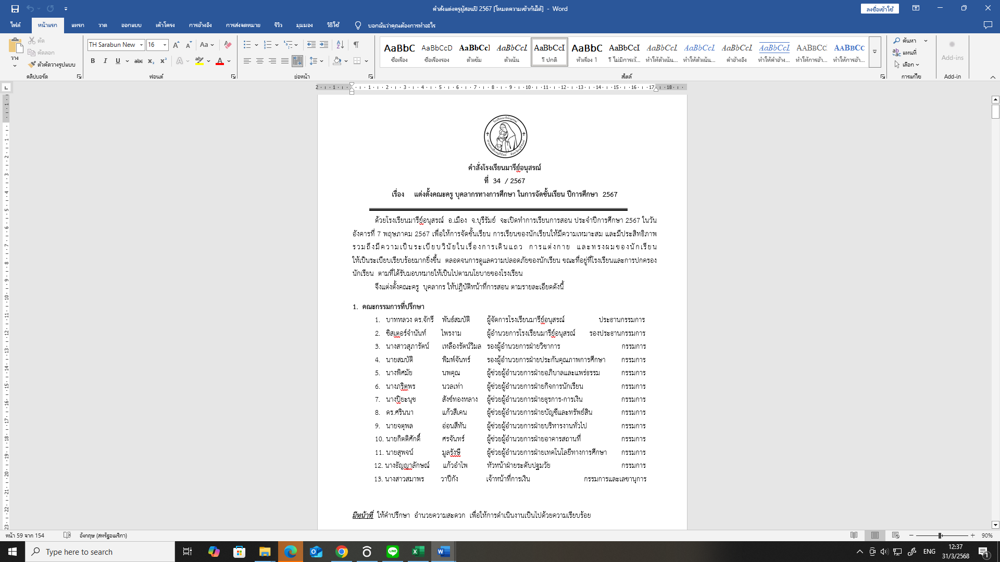 คำสั่งแต่งครูผู้สอนปี 2567 [โหมดความเข้ากันได้] - Word
ลงชื่อเข้าใช้
ไฟล์ หน้าแรก แทรก วาด ออกแบบ เค้าโครง การอ้างอิง การส่งจดหมาย รีวิว มุมมอง วิธีใช้ บอกฉันว่าคุณต้องการทำอะไร
วาง
ตัด
คัดลอก
ตัวคัดวางรูปแบบ
คลิปบอร์ด
TH Sarabun New 16
ฟอนต์
ย่อหน้า
AaBbC AaBbCcD AaBbCcI AaBbCcL AaBbCcI AaBbC AaBbCcI AaBbCcL AaBbCcL AaBbCcL AaBbCcL AaBbCc AaBbCc
ชื่อเรื่อง ชื่อเรื่องรอง ตัวเข้ม ตัวเน้น ¶ ปกติ หัวเรื่อง 1 ¶ ไม่มีการเว้... ทำให้ตัวเน้น... ทำให้ตัวเน้น... คำอ้างอิง ทำให้คำอ้าง... ทำให้การอ้า... ทำให้การอ้า...
สไตล์
ค้นหา
แทนที่
เลือก
การแก้ไข
Add-ins
Add-in
คำสั่งโรงเรียนมารีย์อนุสรณ์
ที่ 34 / 2567
เรื่อง แต่งตั้งคณะครู บุคลากรทางการศึกษา ในการจัดชั้นเรียน ปีการศึกษา 2567
ด้วยโรงเรียนมารีย์อนุสรณ์ อ.เมือง จ.บุรีรัมย์ จะเปิดทำการเรียนการสอน ประจำปีการศึกษา 2567 ในวัน
อังคารที่ 7 พฤษภาคม 2567 เพื่อให้การจัดชั้นเรียน การเรียนของนักเรียนให้มีความเหมาะสม และมีประสิทธิภาพ
รวมถึงมีความเป็นระเบียบวินัยในเรื่องการเดินแถว การแต่งกาย และทรงผมของนักเรียน
ให้เป็นระเบียบเรียบร้อยมากยิ่งขึ้น ตลอดจนการดูแลความปลอดภัยของนักเรียน ขณะที่อยู่ที่โรงเรียนและการปกครอง
นักเรียน ตามที่ได้รับมอบหมายให้เป็นไปตามนโยบายของโรงเรียน
จึงแต่งตั้งคณะครู บุคลากร ให้ปฏิบัติหน้าที่การสอน ตามรายละเอียดดังนี้
1. คณะกรรมการที่ปรึกษา
1. บาทหลวง ดร.จักรี พันธ์สมบัติ ผู้จัดการโรงเรียนมารีย์อนุสรณ์ ประธานกรรมการ
2. ซิสเตอร์จำนันท์ ไพรงาม ผู้อำนวยการโรงเรียนมารีย์อนุสรณ์ รองประธานกรรมการ
3. นางสาวสุภารัตน์ เหลืองรัตน์วิมล รองผู้อำนวยการฝ่ายวิชาการ กรรมการ
4. นายสมบัติ พิมพ์จันทร์ รองผู้อำนวยการฝ่ายประกันคุณภาพการศึกษา กรรมการ
5. นางพิศมัย นพคุณ ผู้ช่วยผู้อำนวยการฝ่ายอภิบาลและแพร่ธรรม กรรมการ
6. นางภริตพร นวลเท่า ผู้ช่วยผู้อำนวยการฝ่ายกิจการนักเรียน กรรมการ
7. นางปิยะนุช สังข์ทองหลาง ผู้ช่วยผู้อำนวยการฝ่ายธุรการ-การเงิน กรรมการ
8. ดร.ศรินนา แก้วสีเคน ผู้ช่วยผู้อำนวยการฝ่ายบัญชีและทรัพย์สิน กรรมการ
9. นายจตุพล อ่อนสีทัน ผู้ช่วยผู้อำนวยการฝ่ายบริหารงานทั่วไป กรรมการ
10. นายกิตติศักดิ์ ศรจันทร์ ผู้ช่วยผู้อำนวยการฝ่ายอาคารสถานที่ กรรมการ
11. นายสุพจน์ มูลรังษี ผู้ช่วยผู้อำนวยการฝ่ายเทคโนโลยีทางการศึกษา กรรมการ
12. นางธัญญาลักษณ์ แก้วอำไพ หัวหน้าฝ่ายระดับปฐมวัย กรรมการ
13. นางสาวสมาพร วาปีกัง เจ้าหน้าที่การเงิน กรรมการและเลขานุการ
มีหน้าที่ ให้คำปรึกษา อำนวยความสะดวก เพื่อให้การดำเนินงานเป็นไปด้วยความเรียบร้อย
หน้า 59 จาก 154 อังกฤษ (สหรัฐอเมริกา) 90%
Type here to search
ENG
12:37
31/3/2568